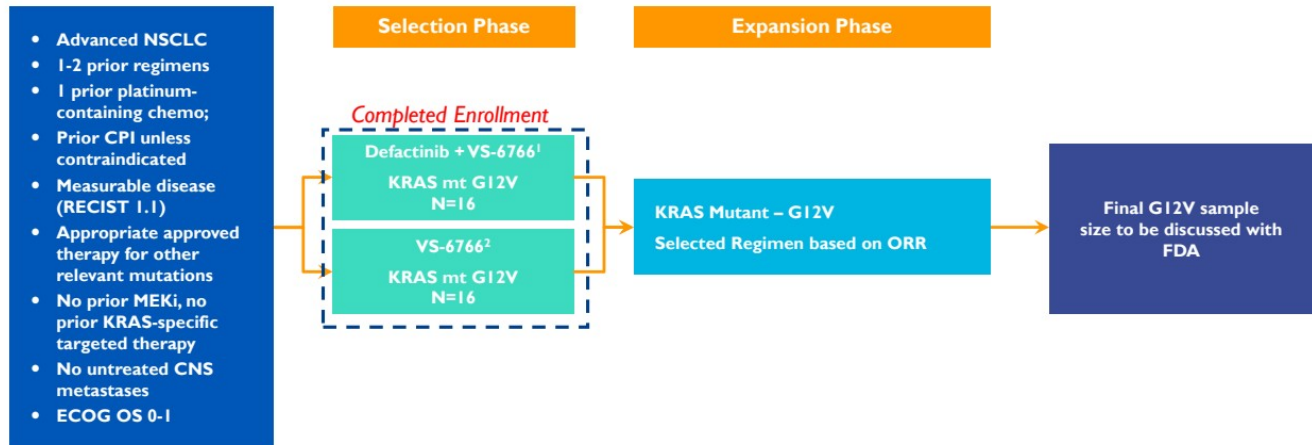 • Advanced NSCLC
• 1-2 prior regimens
• 1 prior platinum-
containing chemo;
• Prior CPI unless
contraindicated
• Measurable disease
(RECIST 1.1)
• Appropriate approved
therapy for other
relevant mutations
• No prior MEKi, no
prior KRAS-specific
targeted therapy
• No untreated CNS
metastases
• ECOG OS 0-1
Selection Phase
Completed Enrollment
Defactinib + VS-6766¹
KRAS mt G12V
N=16
VS-6766²
KRAS mt G12V
N=16
Expansion Phase
KRAS Mutant – G12V
Selected Regimen based on ORR
Final G12V sample
size to be discussed with
FDA